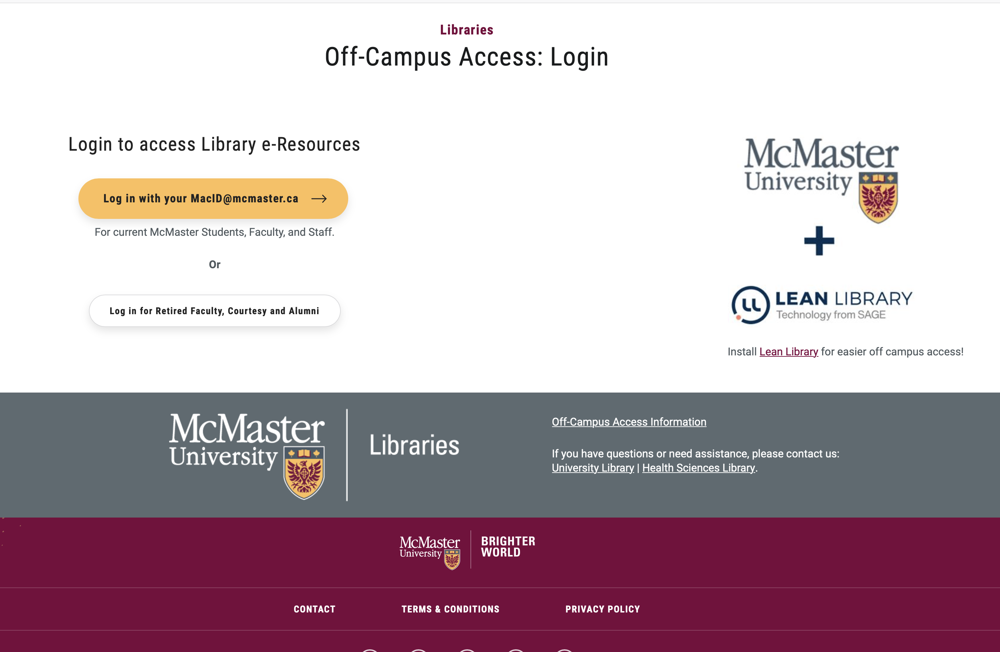 Libraries
Off-Campus Access: Login
Login to access Library e-Resources
Log in with your MacID@mcmaster.ca
For current McMaster Students, Faculty, and Staff.
Or
Log in for Retired Faculty, Courtesy and Alumni
McMaster
University
LEAN LIBRARY
Technology from SAGE
Install Lean Library for easier off campus access!
McMaster
University
Libraries
Off-Campus Access Information
If you have questions or need assistance, please contact us:
University Library | Health Sciences Library.
McMaster
University
BRIGHTER
WORLD
CONTACT
TERMS & CONDITIONS
PRIVACY POLICY